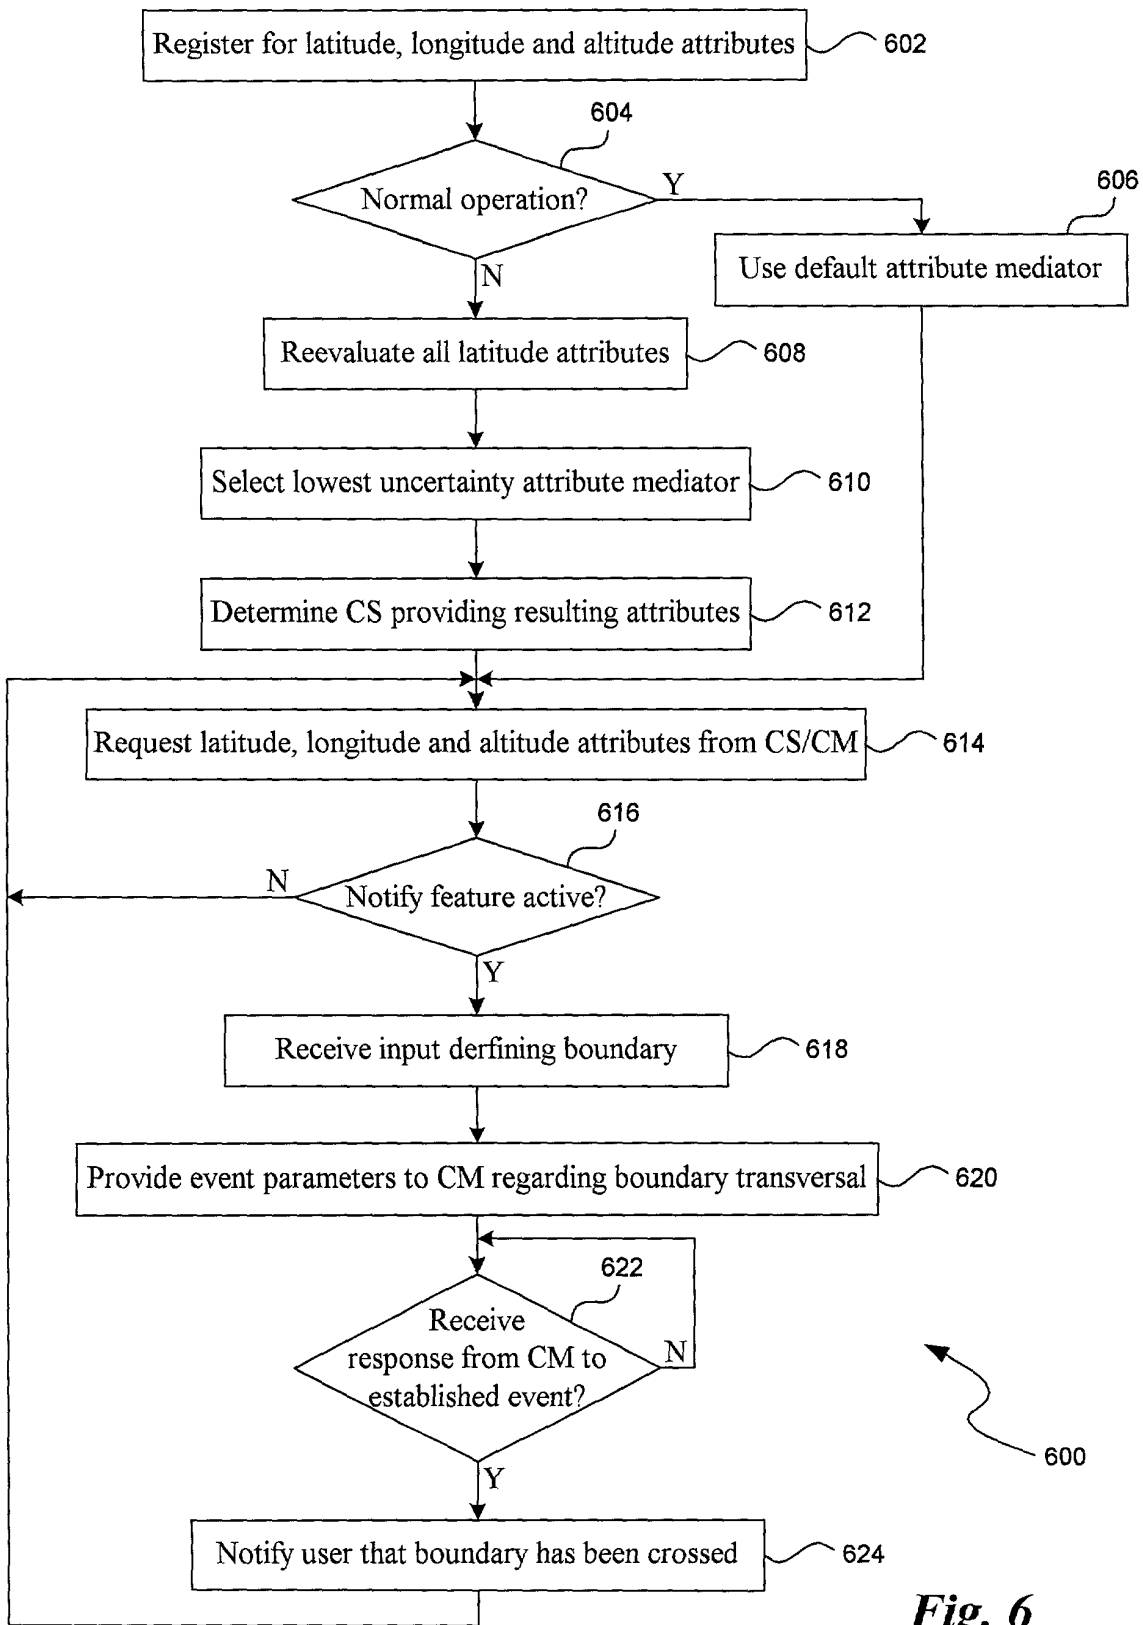 Register for latitude, longitude and altitude attributes
602
604
Normal operation?
Y
606
Use default attribute mediator
N
Reevaluate all latitude attributes
608
Select lowest uncertainty attribute mediator
610
Determine CS providing resulting attributes
612
Request latitude, longitude and altitude attributes from CS/CM
614
616
N
Notify feature active?
Y
Receive input derfining boundary
618
Provide event parameters to CM regarding boundary transversal
620
622
Receive
response from CM to
established event?
N
600
Y
Notify user that boundary has been crossed
624
Fig. 6